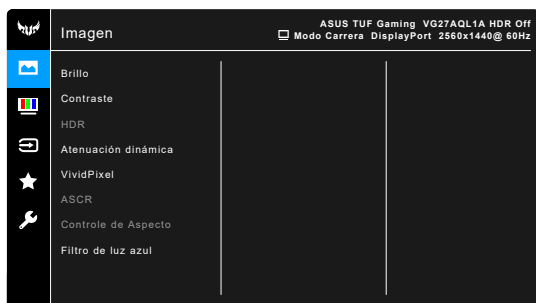 Imagen
ASUS TUF Gaming VG27AQL1A HDR Off
Modo Carrera DisplayPort 2560x1440@ 60Hz
Brillo
Contraste
HDR
Atenuación dinámica
VividPixel
ASCR
Controle de Aspecto
Filtro de luz azul